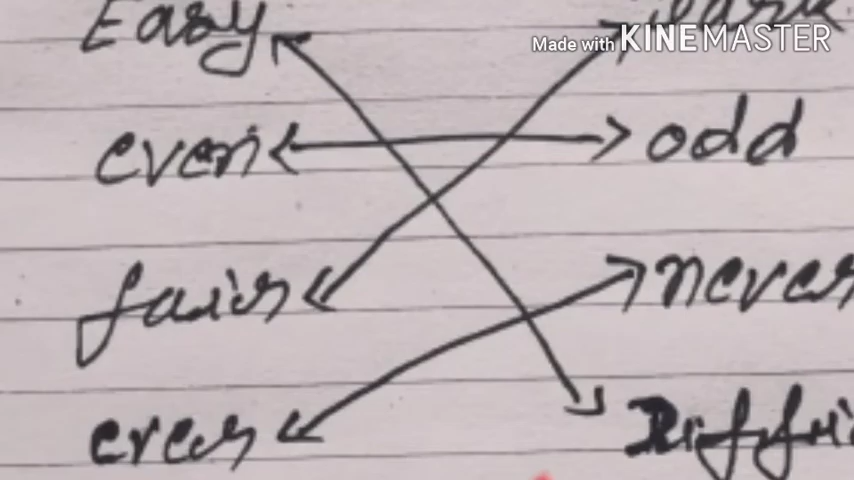 Easy
Made with KINEMASTER
even odd
fair never
ever